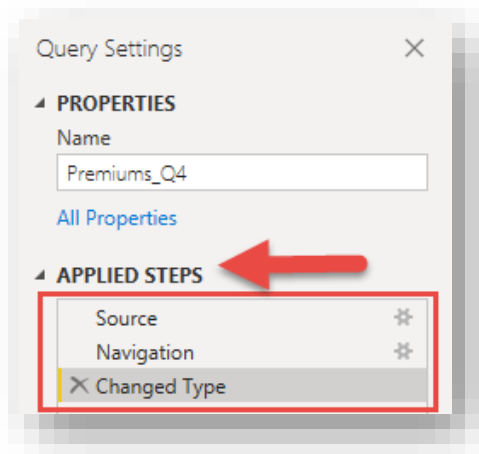 Query Settings
PROPERTIES
Name
Premiums_Q4
All Properties
APPLIED STEPS
Source
Navigation
Changed Type